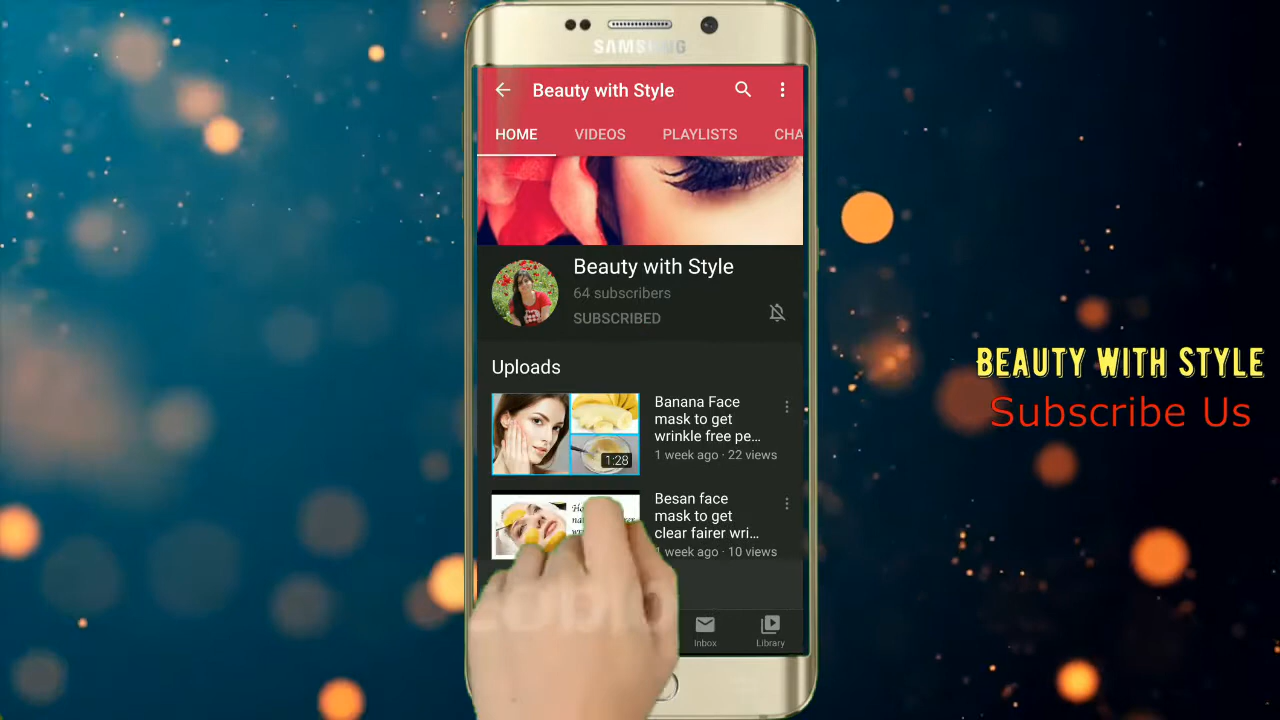 SAMSUNG
Beauty with Style
HOME VIDEOS PLAYLISTS CHA
Beauty with Style
64 subscribers
SUBSCRIBED
Uploads
Banana Face
mask to get
wrinkle free pe...
1 week ago · 22 views
1:28
Besan face
mask to get
clear fairer wri...
week ago · 10 views
Inbox Library
BEAUTY WITH STYLE
Subscribe Us